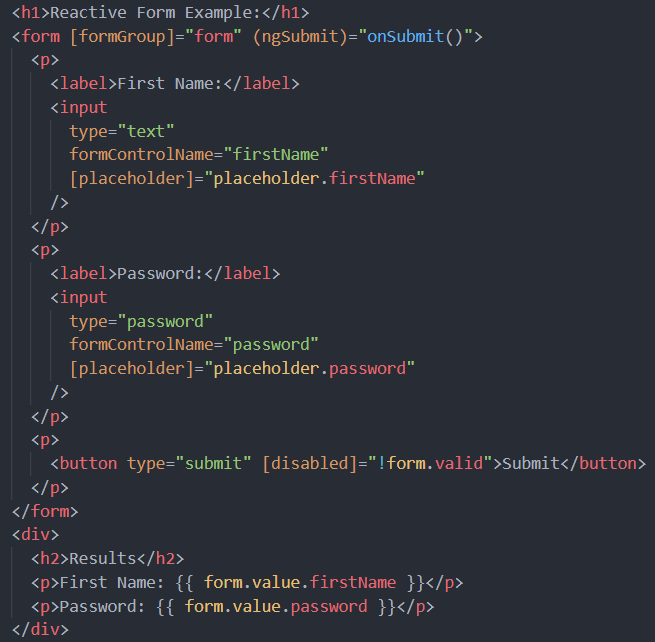 <h1>Reactive Form Example:</h1>
<form [formGroup]="form" (ngSubmit)="onSubmit()">
  <p>
    <label>First Name:</label>
    <input
      type="text"
      formControlName="firstName"
      [placeholder]="placeholder.firstName"
    />
  </p>
  <p>
    <label>Password:</label>
    <input
      type="password"
      formControlName="password"
      [placeholder]="placeholder.password"
    />
  </p>
  <p>
    <button type="submit" [disabled]="!form.valid">Submit</button>
  </p>
</form>
<div>
  <h2>Results</h2>
  <p>First Name: {{ form.value.firstName }}</p>
  <p>Password: {{ form.value.password }}</p>
</div>